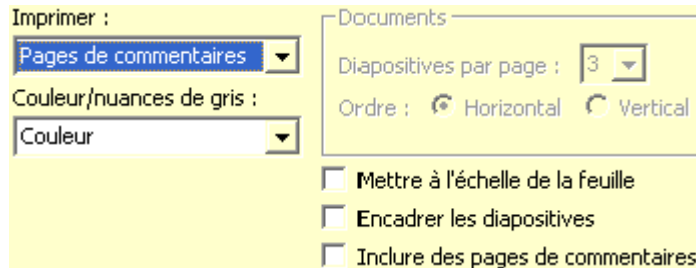 Imprimer :
Pages de commentaires
Couleur/nuances de gris :
Couleur
Documents
Diapositives par page : 3
Ordre : Horizontal Vertical
Mettre à l'échelle de la feuille
Encadrer les diapositives
Inclure des pages de commentaires